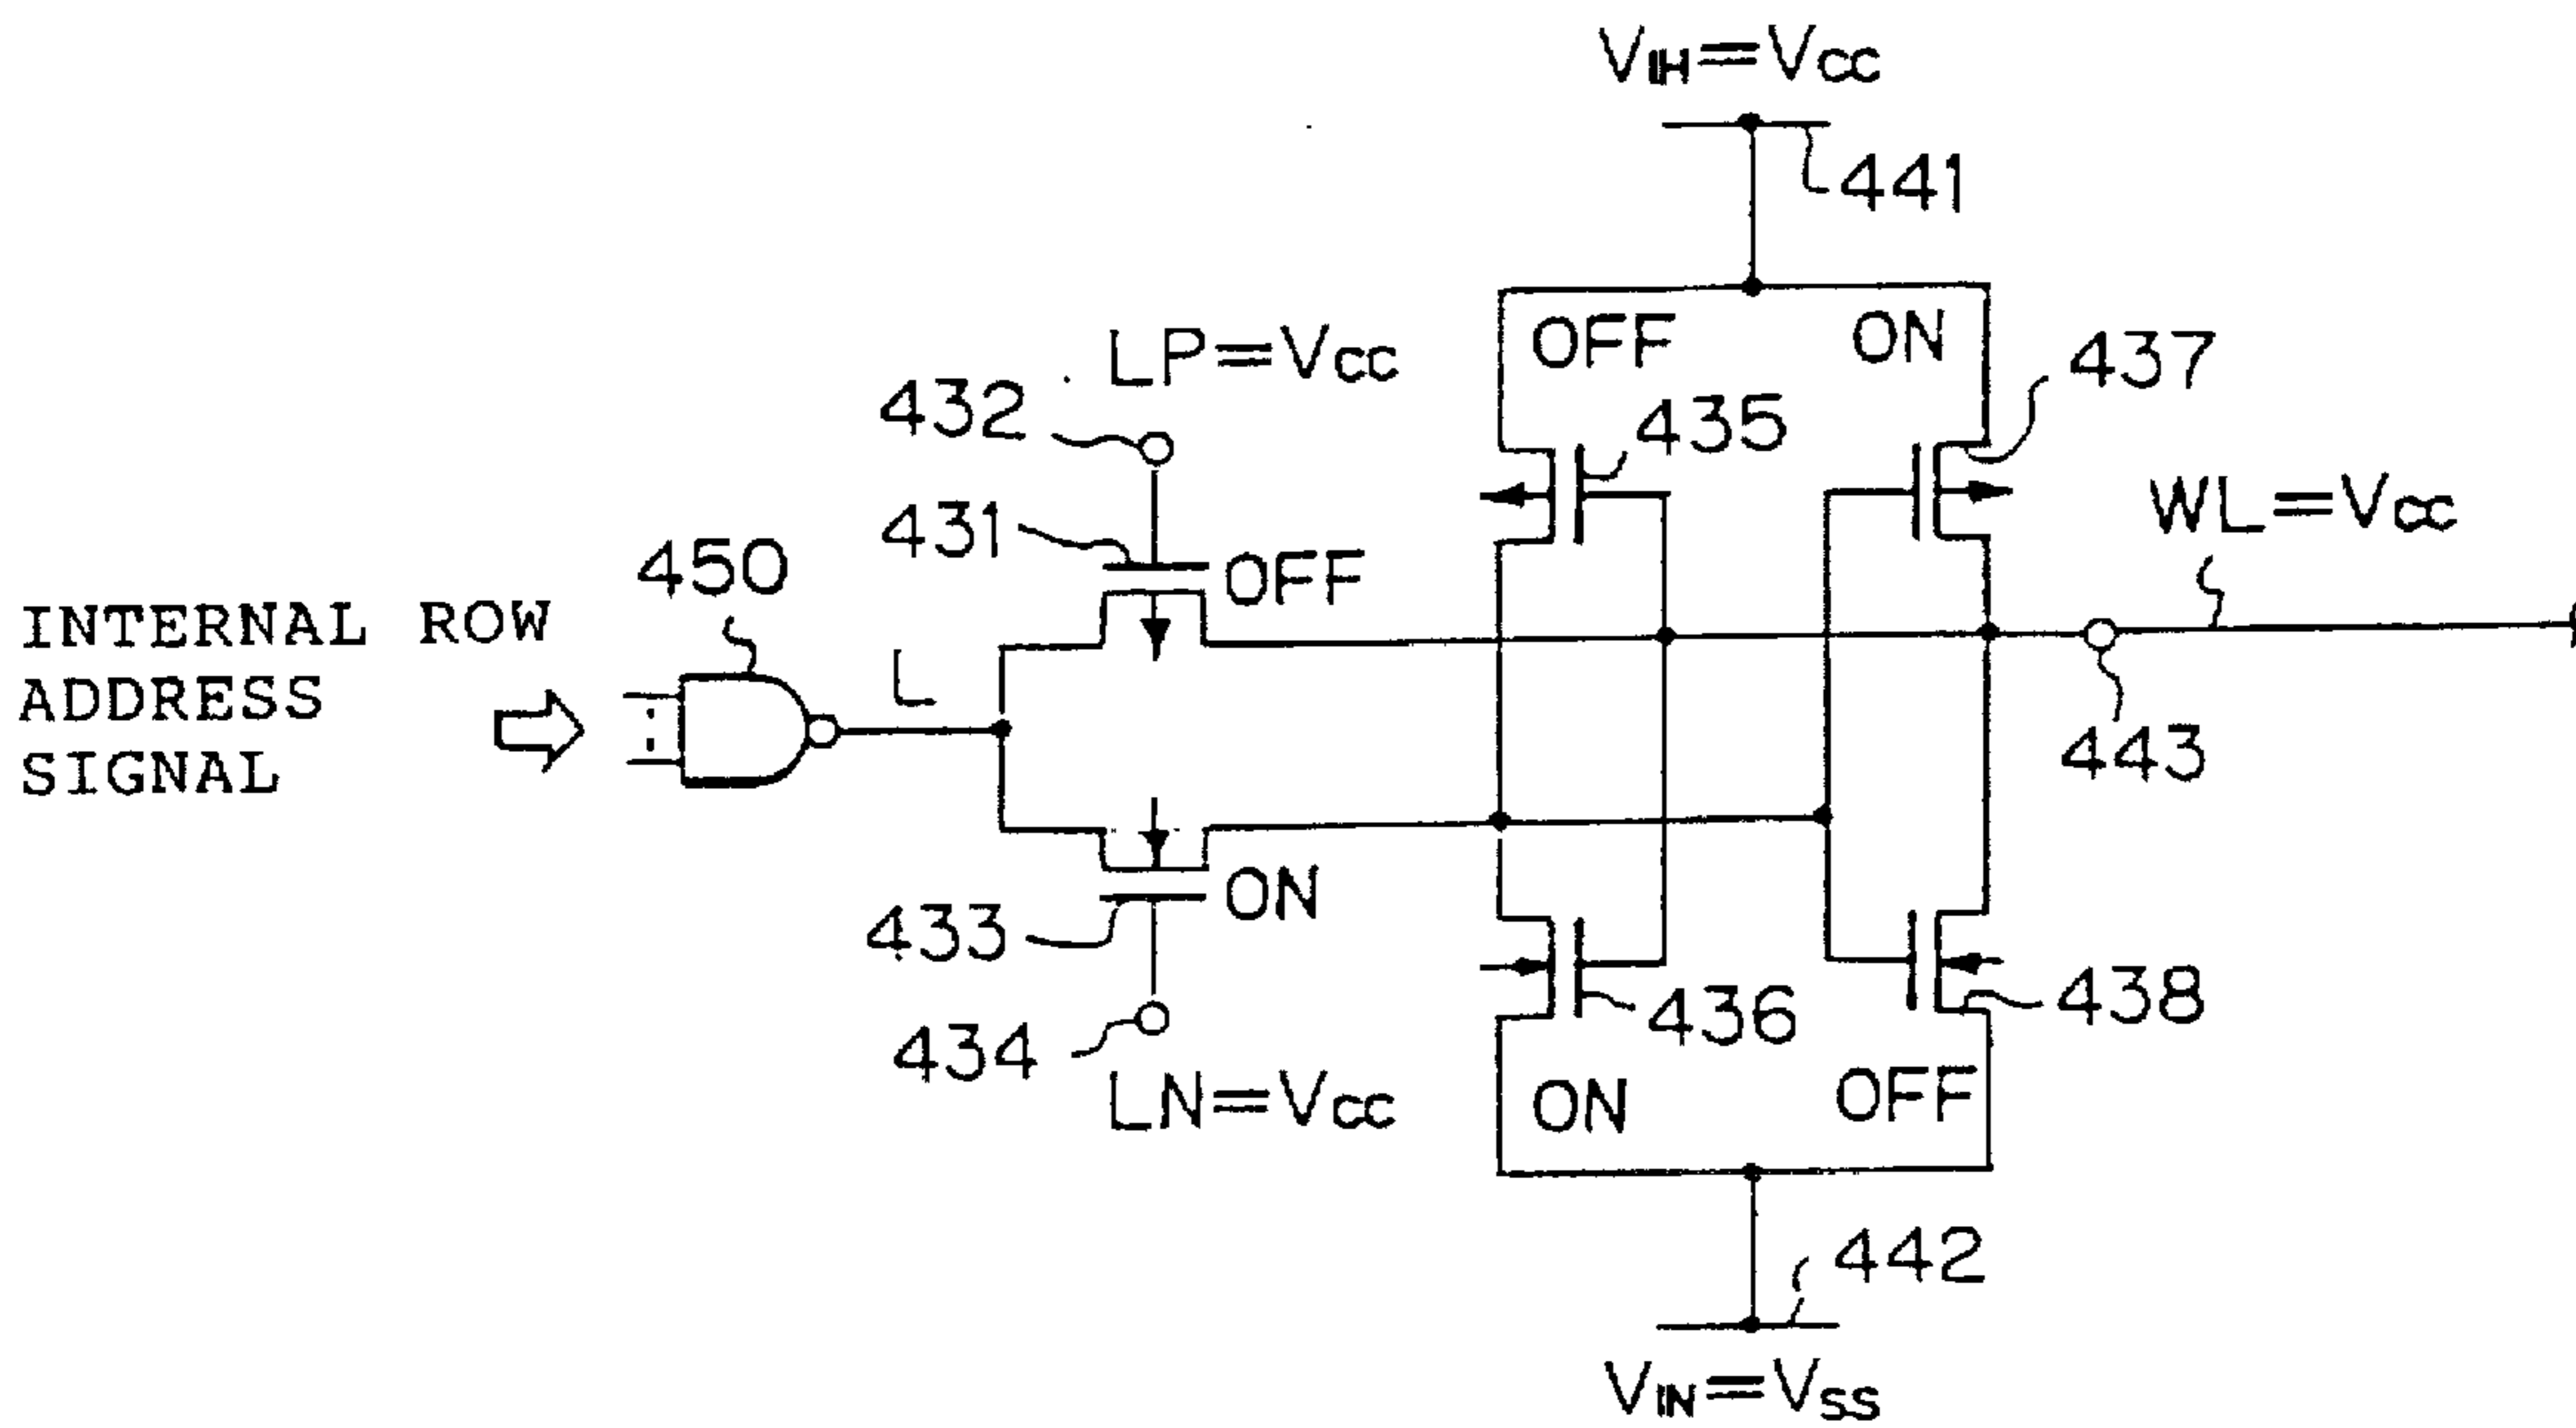 VIH=VCC
441
OFF
ON
LP=VCC
437
432
435
431
OFF
WL=VCC
450
INTERNAL ROW
ADDRESS
SIGNAL
L
443
433
ON
436
438
434
LN=VCC
ON
OFF
442
VIN=VSS